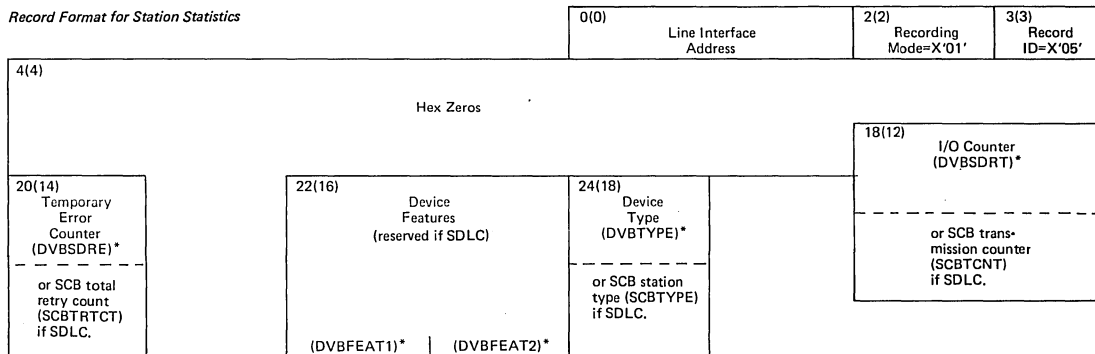 Record Format for Station Statistics
0(0)
Line Interface
Address
2(2)
Recording
Mode=X'01'
3(3)
Record
ID=X'05'
4(4)
Hex Zeros
18(12)
I/O Counter
(DVBSDRT)*
or SCB trans-
mission counter
(SCBTCNT)
if SDLC.
20(14)
Temporary
Error
Counter
(DVBSDRE)*
or SCB total
retry count
(SCBTRTCT)
if SDLC.
22(16)
Device
Features
(reserved if SDLC)
(DVBFEAT1)* | (DVBFEAT2)*
24(18)
Device
Type
(DVBTYPE)*
or SCB station
type (SCBTYPE)
if SDLC.